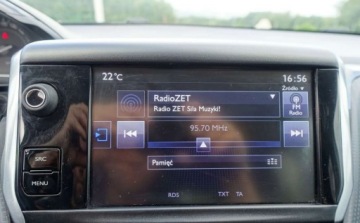 22°C
16:56
RadioZET
Źródło
Radio ZET Siła Muzyki!
FM
Radio
95.70 MHz
SRC
MENU
Pamięć
RDS TXT TA